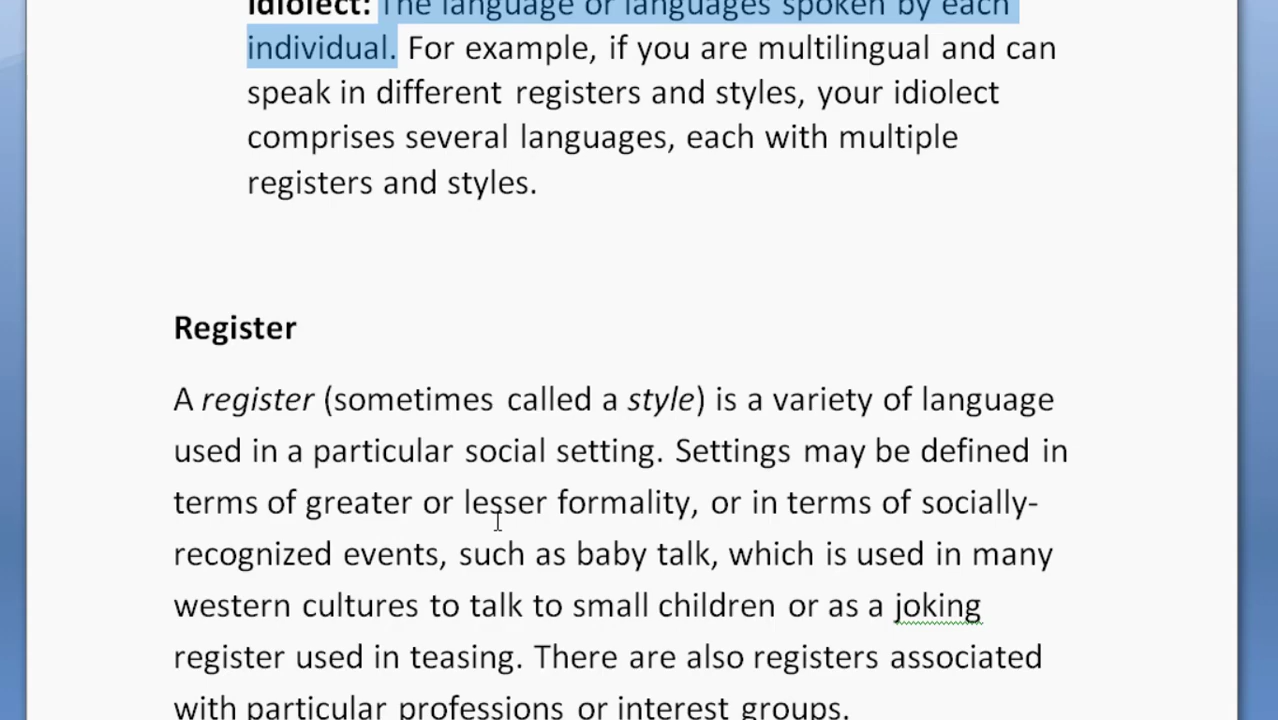 Idiolect: The language or languages spoken by each
individual. For example, if you are multilingual and can
speak in different registers and styles, your idiolect
comprises several languages, each with multiple
registers and styles.
Register
A register (sometimes called a style) is a variety of language
used in a particular social setting. Settings may be defined in
terms of greater or lesser formality, or in terms of socially-
recognized events, such as baby talk, which is used in many
western cultures to talk to small children or as a joking
register used in teasing. There are also registers associated
with particular professions or interest groups.